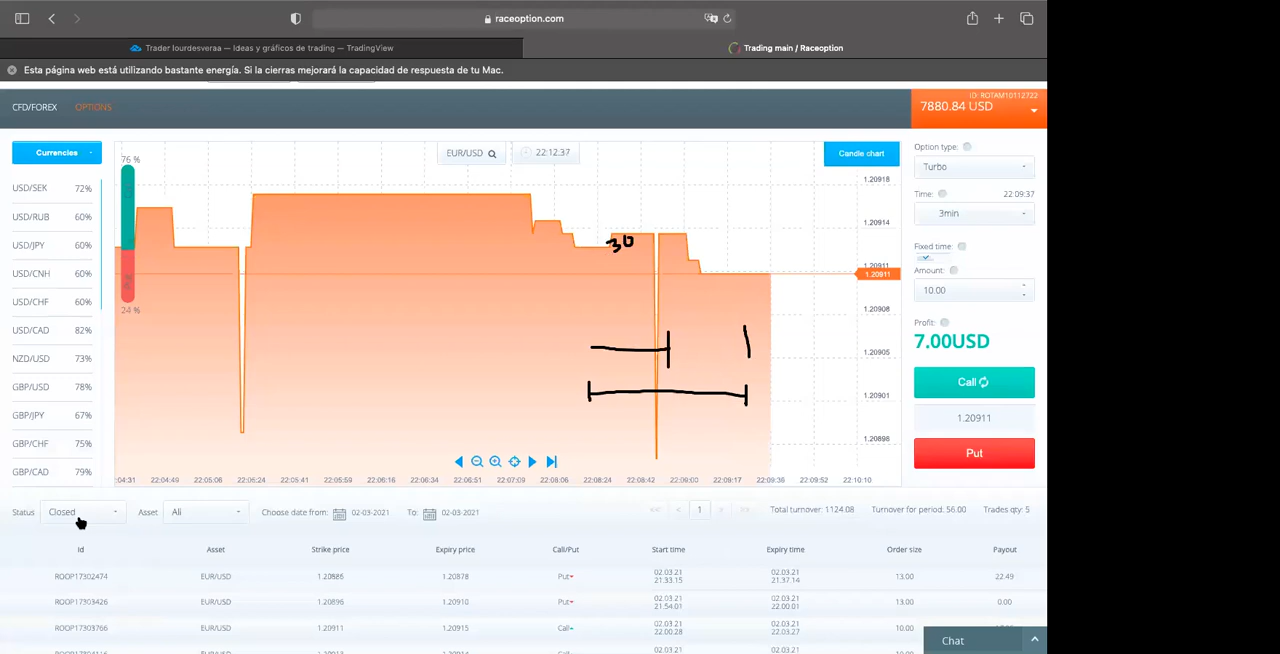 raceoption.com
Trader lourdesveraa — Ideas y gráficos de trading — TradingView
Trading main / Raceoption
Esta página web está utilizando bastante energía. Si la cierras mejorará la capacidad de respuesta de tu Mac.
CFD/FOREX OPTIONS
ID: ROTAM10112722
7880.84 USD
Currencies
USD/SEK 72%
USD/RUB 60%
USD/JPY 60%
USD/CNH 60%
USD/CHF 60%
USD/CAD 82%
NZD/USD 73%
GBP/USD 78%
GBP/JPY 67%
GBP/CHF 75%
GBP/CAD 79%
76 %
24 %
EUR/USD
22:12.37
Candle chart
30
1.20918
1.20914
1.20911
1.20911
1.20908
1.20905
1.20901
1.20898
:04:31 22:04:49 22:05:06 22:05:24 22:05:41 22:05:59 22:06:16 22:06:34 22:06:51 22:07:09 22:08:06 22:08:24 22:08:42 22:09:00 22:09:17 22:09:36 22:09:52 22:10:10
Option type:
Turbo
Time: 22:09:37
3min
Fixed time:
Amount:
10.00
Profit:
7.00USD
Call
1.20911
Put
Status Closed Asset All Choose date from: 02-03-2021 To: 02-03-2021 << < 1 > >> Total turnover: 1124.08 Turnover for period: 56.00 Trades qty: 5
Id Asset Strike price Expiry price Call/Put Start time Expiry time Order size Payout
ROOP17302474 EUR/USD 1.20886 1.20878 Put 02.03.21 21.33.15 02.03.21 21.37.14 13.00 22.49
ROOP17303426 EUR/USD 1.20896 1.20910 Put 02.03.21 21.54.01 02.03.21 22.00.01 13.00 0.00
ROOP17303766 EUR/USD 1.20911 1.20915 Call 02.03.21 22.00.28 02.03.21 22.03.27 10.00
02.03.21 02.03.21
Chat